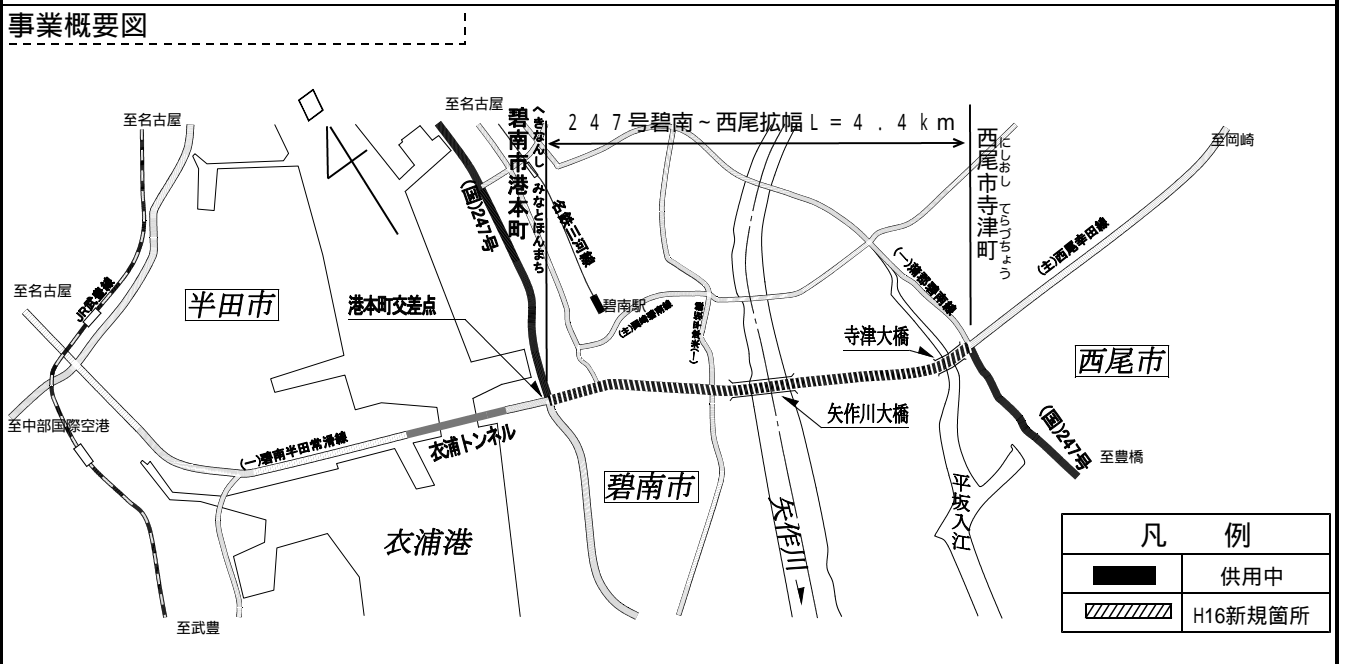 事業概要図
至名古屋
至名古屋
至名古屋
247号碧南~西尾拡幅L=4.4km
碧南市港本町
へきなんし みなとほんまち
西尾市寺津町
にしおし てらづちょう
至岡崎
(国)247号
名鉄三河線
(主)西尾幸田線
JR武豊線
半田市
港本町交差点
碧南駅
(主)岡崎碧南線
寺津大橋
西尾市
矢作川大橋
至中部国際空港
(一)碧南半田常滑線
衣浦トンネル
碧南市
(国)247号
至豊橋
平坂入江
矢作川
衣浦港
至武豊
凡 例
供用中
H16新規箇所